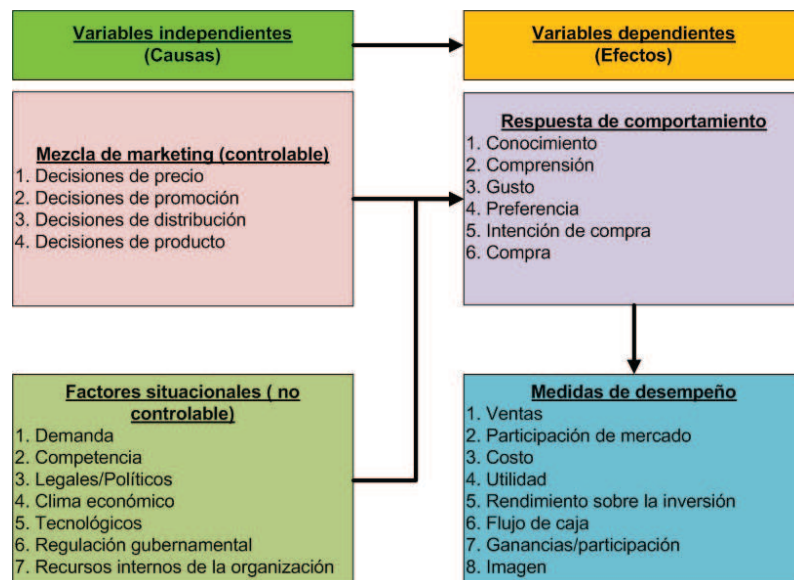 Variables independientes
(Causas)
Variables dependientes
(Efectos)
Mezcla de marketing (controlable)
1. Decisiones de precio
2. Decisiones de promoción
3. Decisiones de distribución
4. Decisiones de producto
Respuesta de comportamiento
1. Conocimiento
2. Comprensión
3. Gusto
4. Preferencia
5. Intención de compra
6. Compra
Factores situacionales ( no
controlable)
1. Demanda
2. Competencia
3. Legales/Políticos
4. Clima económico
5. Tecnológicos
6. Regulación gubernamental
7. Recursos internos de la organización
Medidas de desempeño
1. Ventas
2. Participación de mercado
3. Costo
4. Utilidad
5. Rendimiento sobre la inversión
6. Flujo de caja
7. Ganancias/participación
8. Imagen